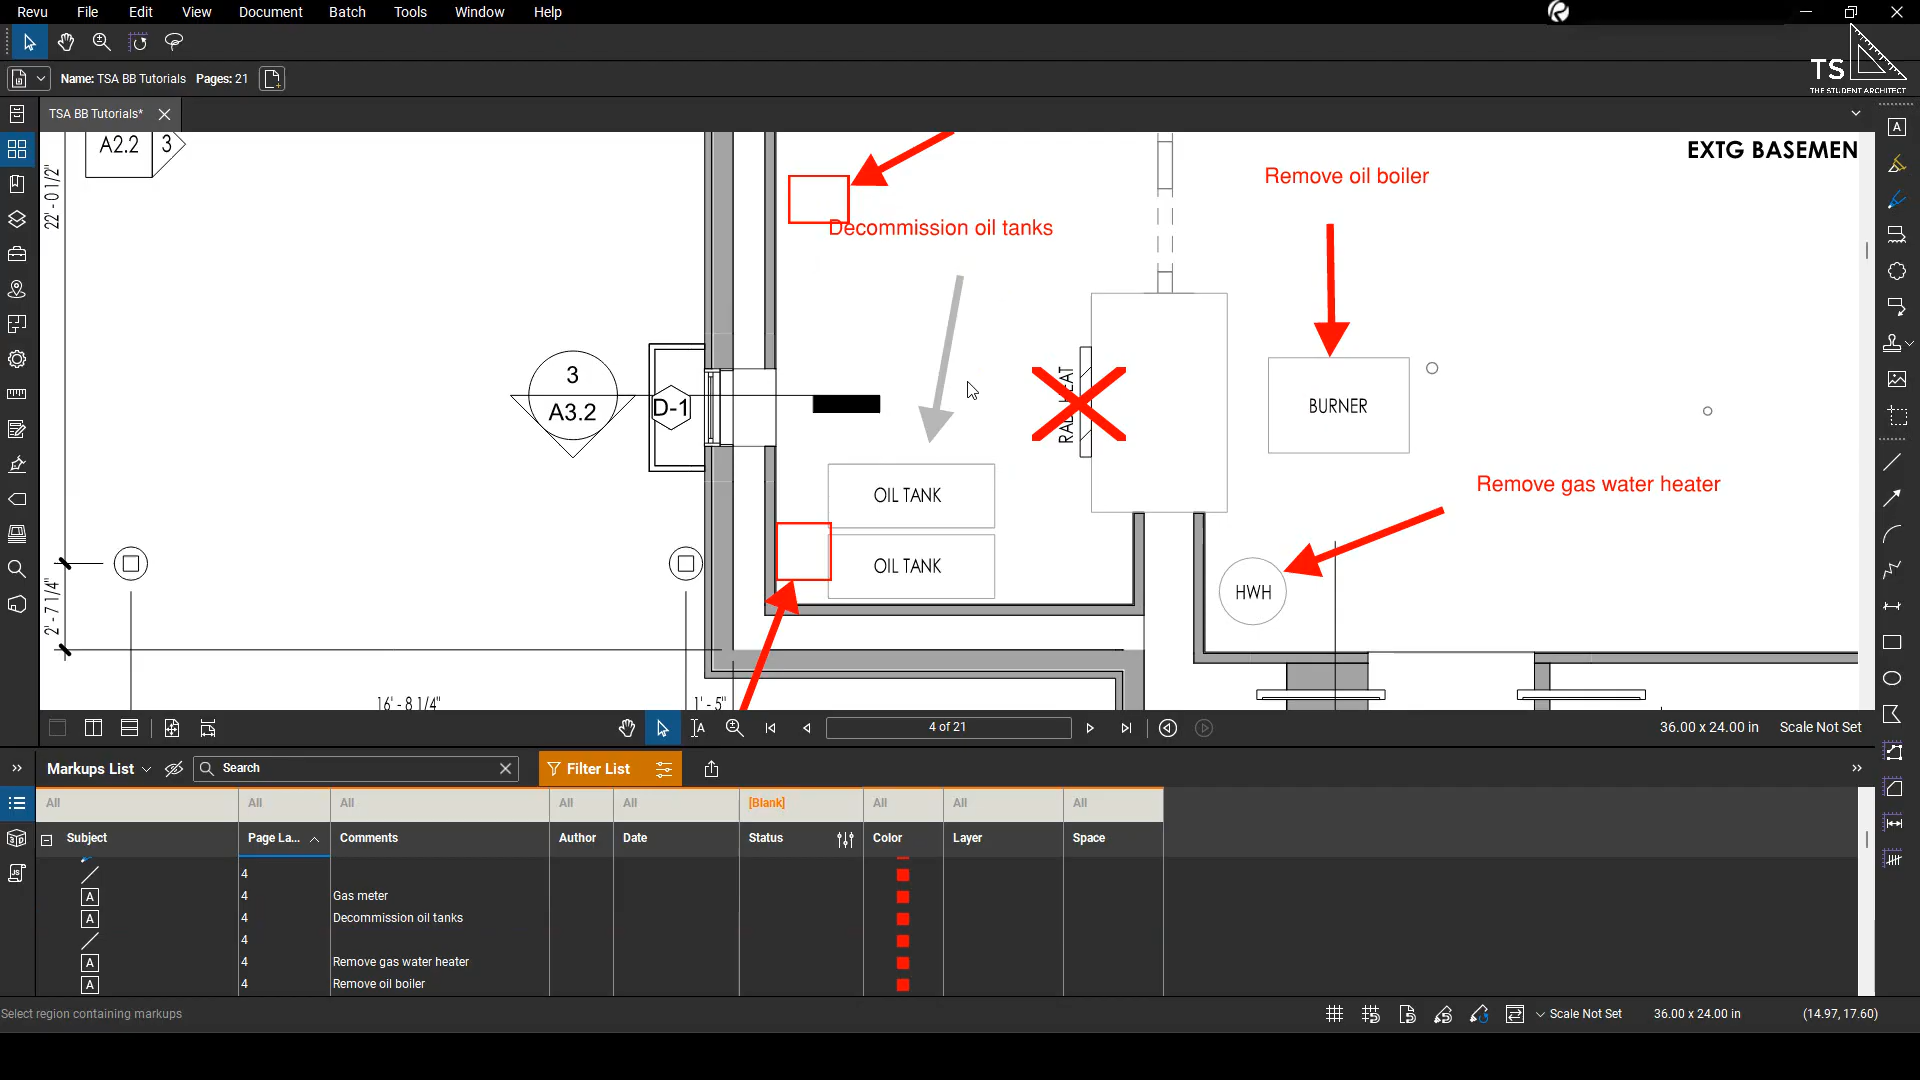 Revu File Edit View Document Batch Tools Window Help
TS
THE STUDENT ARCHITECT
Name: TSA BB Tutorials Pages: 21
TSA BB Tutorials*
A2.2 3
22' - 0 1/2"
EXTG BASEMEN
Remove oil boiler
Decommission oil tanks
3
A3.2
D-1
RAD HEAT
BURNER
OIL TANK
Remove gas water heater
OIL TANK
HWH
2' - 7 1/4"
16' - 8 1/4"
1' - 5"
4 of 21
36.00 x 24.00 in Scale Not Set
Markups List Search Filter List
All All All All All [Blank] All All All
Subject Page La... Comments Author Date Status Color Layer Space
4
4 Gas meter
4 Decommission oil tanks
4
4 Remove gas water heater
4 Remove oil boiler
Select region containing markups
Scale Not Set 36.00 x 24.00 in (14.97, 17.60)